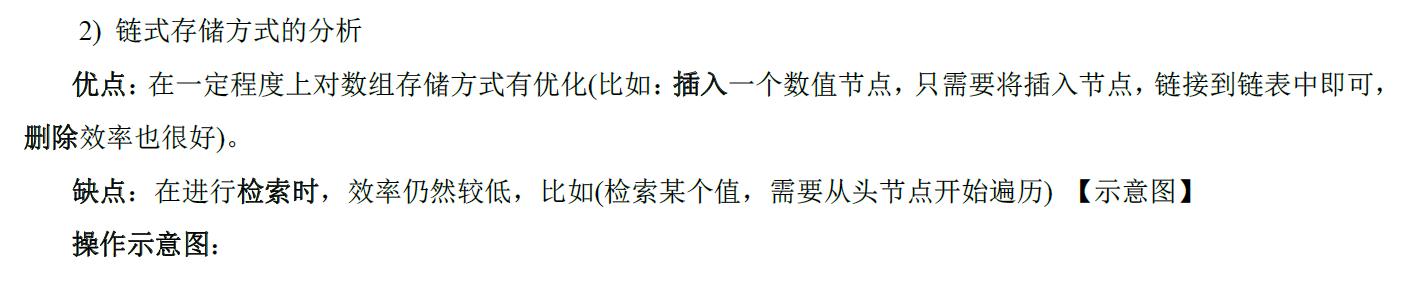 2) 链式存储方式的分析
优点：在一定程度上对数组存储方式有优化(比如：插入一个数值节点，只需要将插入节点，链接到链表中即可，
删除效率也很好)。
缺点：在进行检索时，效率仍然较低，比如(检索某个值，需要从头节点开始遍历) 【示意图】
操作示意图：